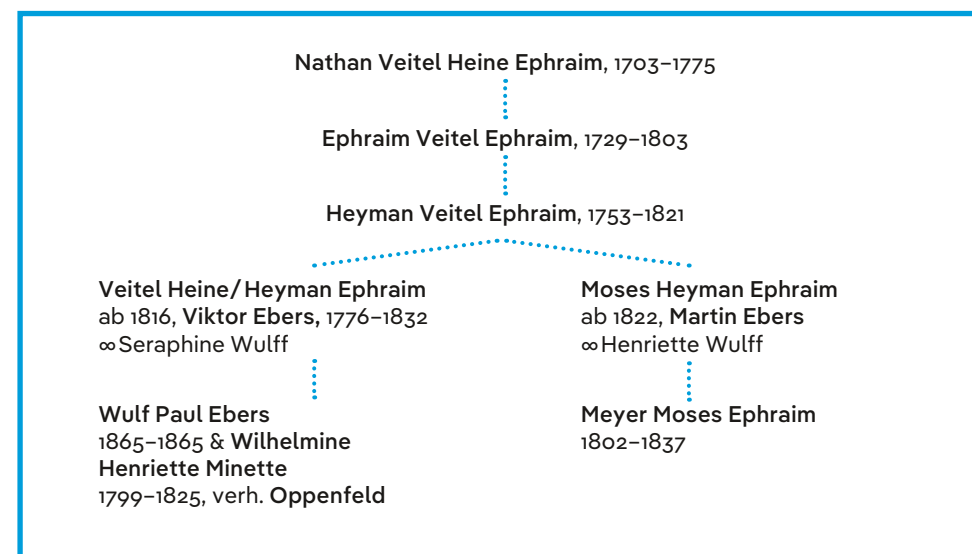 Nathan Veitel Heine Ephraim, 1703–1775
Ephraim Veitel Ephraim, 1729–1803
Heyman Veitel Ephraim, 1753–1821
Veitel Heine/Heyman Ephraim
ab 1816, Viktor Ebers, 1776–1832
∞ Seraphine Wulff
Moses Heyman Ephraim
ab 1822, Martin Ebers
∞ Henriette Wulff
Wulf Paul Ebers
1865–1865 & Wilhelmine
Henriette Minette
1799–1825, verh. Oppenfeld
Meyer Moses Ephraim
1802–1837